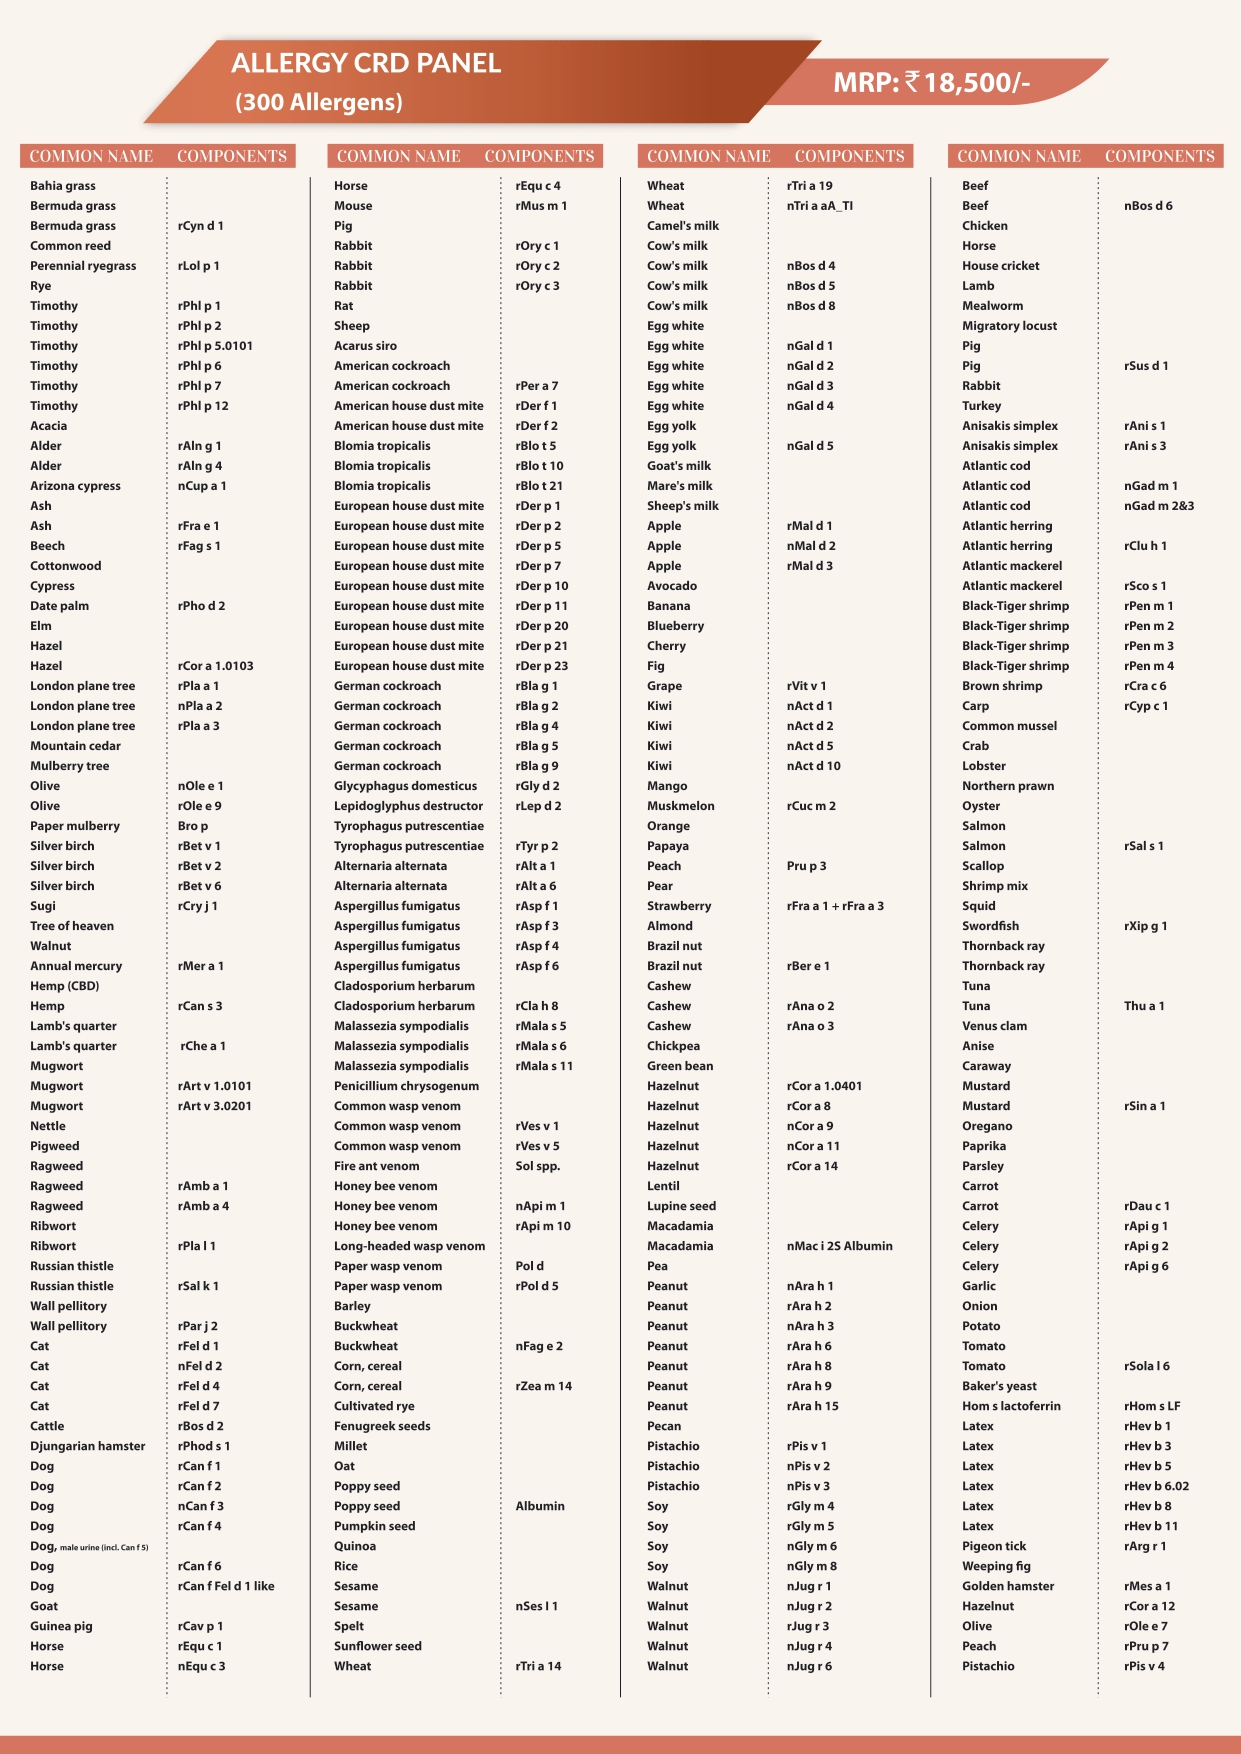 ALLERGY CRD PANEL
(300 Allergens)
MRP: ₹ 18,500/-
COMMON NAME COMPONENTS
Bahia grass
Bermuda grass
Bermuda grass rCyn d 1
Common reed
Perennial ryegrass rLol p 1
Rye
Timothy rPhl p 1
Timothy rPhl p 2
Timothy rPhl p 5.0101
Timothy rPhl p 6
Timothy rPhl p 7
Timothy rPhl p 12
Acacia
Alder rAln g 1
Alder rAln g 4
Arizona cypress nCup a 1
Ash
Ash rFra e 1
Beech rFag s 1
Cottonwood
Cypress
Date palm rPho d 2
Elm
Hazel
Hazel rCor a 1.0103
London plane tree rPla a 1
London plane tree nPla a 2
London plane tree rPla a 3
Mountain cedar
Mulberry tree
Olive nOle e 1
Olive rOle e 9
Paper mulberry Bro p
Silver birch rBet v 1
Silver birch rBet v 2
Silver birch rBet v 6
Sugi rCry j 1
Tree of heaven
Walnut
Annual mercury rMer a 1
Hemp (CBD)
Hemp rCan s 3
Lamb's quarter
Lamb's quarter rChe a 1
Mugwort
Mugwort rArt v 1.0101
Mugwort rArt v 3.0201
Nettle
Pigweed
Ragweed
Ragweed rAmb a 1
Ragweed rAmb a 4
Ribwort
Ribwort rPla l 1
Russian thistle
Russian thistle rSal k 1
Wall pellitory
Wall pellitory rPar j 2
Cat rFel d 1
Cat nFel d 2
Cat rFel d 4
Cat rFel d 7
Cattle rBos d 2
Djungarian hamster rPhod s 1
Dog rCan f 1
Dog rCan f 2
Dog nCan f 3
Dog rCan f 4
Dog, male urine (incl. Can f 5)
Dog rCan f 6
Dog rCan f Fel d 1 like
Goat
Guinea pig rCav p 1
Horse rEqu c 1
Horse nEqu c 3
COMMON NAME COMPONENTS
Horse rEqu c 4
Mouse rMus m 1
Pig
Rabbit rOry c 1
Rabbit rOry c 2
Rabbit rOry c 3
Rat
Sheep
Acarus siro
American cockroach
American cockroach rPer a 7
American house dust mite rDer f 1
American house dust mite rDer f 2
Blomia tropicalis rBlo t 5
Blomia tropicalis rBlo t 10
Blomia tropicalis rBlo t 21
European house dust mite rDer p 1
European house dust mite rDer p 2
European house dust mite rDer p 5
European house dust mite rDer p 7
European house dust mite rDer p 10
European house dust mite rDer p 11
European house dust mite rDer p 20
European house dust mite rDer p 21
European house dust mite rDer p 23
German cockroach rBla g 1
German cockroach rBla g 2
German cockroach rBla g 4
German cockroach rBla g 5
German cockroach rBla g 9
Glycyphagus domesticus rGly d 2
Lepidoglyphus destructor rLep d 2
Tyrophagus putrescentiae
Tyrophagus putrescentiae rTyr p 2
Alternaria alternata rAlt a 1
Alternaria alternata rAlt a 6
Aspergillus fumigatus rAsp f 1
Aspergillus fumigatus rAsp f 3
Aspergillus fumigatus rAsp f 4
Aspergillus fumigatus rAsp f 6
Cladosporium herbarum
Cladosporium herbarum rCla h 8
Malassezia sympodialis rMala s 5
Malassezia sympodialis rMala s 6
Malassezia sympodialis rMala s 11
Penicillium chrysogenum
Common wasp venom
Common wasp venom rVes v 1
Common wasp venom rVes v 5
Fire ant venom Sol spp.
Honey bee venom
Honey bee venom nApi m 1
Honey bee venom rApi m 10
Long-headed wasp venom
Paper wasp venom Pol d
Paper wasp venom rPol d 5
Barley
Buckwheat
Buckwheat nFag e 2
Corn, cereal
Corn, cereal rZea m 14
Cultivated rye
Fenugreek seeds
Millet
Oat
Poppy seed
Poppy seed Albumin
Pumpkin seed
Quinoa
Rice
Sesame
Sesame nSes l 1
Spelt
Sunflower seed
Wheat rTri a 14
COMMON NAME COMPONENTS
Wheat rTri a 19
Wheat nTri a aA_TI
Camel's milk
Cow's milk
Cow's milk nBos d 4
Cow's milk nBos d 5
Cow's milk nBos d 8
Egg white
Egg white nGal d 1
Egg white nGal d 2
Egg white nGal d 3
Egg white nGal d 4
Egg yolk
Egg yolk nGal d 5
Goat's milk
Mare's milk
Sheep's milk
Apple rMal d 1
Apple nMal d 2
Apple rMal d 3
Avocado
Banana
Blueberry
Cherry
Fig
Grape rVit v 1
Kiwi nAct d 1
Kiwi nAct d 2
Kiwi nAct d 5
Kiwi nAct d 10
Mango
Muskmelon rCuc m 2
Orange
Papaya
Peach Pru p 3
Pear
Strawberry rFra a 1 + rFra a 3
Almond
Brazil nut
Brazil nut rBer e 1
Cashew
Cashew rAna o 2
Cashew rAna o 3
Chickpea
Green bean
Hazelnut rCor a 1.0401
Hazelnut rCor a 8
Hazelnut nCor a 9
Hazelnut nCor a 11
Hazelnut rCor a 14
Lentil
Lupine seed
Macadamia
Macadamia nMac i 2S Albumin
Pea
Peanut nAra h 1
Peanut rAra h 2
Peanut nAra h 3
Peanut rAra h 6
Peanut rAra h 8
Peanut rAra h 9
Peanut rAra h 15
Pecan
Pistachio rPis v 1
Pistachio nPis v 2
Pistachio nPis v 3
Soy rGly m 4
Soy rGly m 5
Soy nGly m 6
Soy nGly m 8
Walnut nJug r 1
Walnut nJug r 2
Walnut rJug r 3
Walnut nJug r 4
Walnut nJug r 6
COMMON NAME COMPONENTS
Beef
Beef nBos d 6
Chicken
Horse
House cricket
Lamb
Mealworm
Migratory locust
Pig
Pig rSus d 1
Rabbit
Turkey
Anisakis simplex rAni s 1
Anisakis simplex rAni s 3
Atlantic cod
Atlantic cod nGad m 1
Atlantic cod nGad m 2&3
Atlantic herring
Atlantic herring rClu h 1
Atlantic mackerel
Atlantic mackerel rSco s 1
Black-Tiger shrimp rPen m 1
Black-Tiger shrimp rPen m 2
Black-Tiger shrimp rPen m 3
Black-Tiger shrimp rPen m 4
Brown shrimp rCra c 6
Carp rCyp c 1
Common mussel
Crab
Lobster
Northern prawn
Oyster
Salmon
Salmon rSal s 1
Scallop
Shrimp mix
Squid
Swordfish rXip g 1
Thornback ray
Thornback ray
Tuna
Tuna Thu a 1
Venus clam
Anise
Caraway
Mustard
Mustard rSin a 1
Oregano
Paprika
Parsley
Carrot
Carrot rDau c 1
Celery rApi g 1
Celery rApi g 2
Celery rApi g 6
Garlic
Onion
Potato
Tomato
Tomato rSola l 6
Baker's yeast
Hom s lactoferrin rHom s LF
Latex rHev b 1
Latex rHev b 3
Latex rHev b 5
Latex rHev b 6.02
Latex rHev b 8
Latex rHev b 11
Pigeon tick rArg r 1
Weeping fig
Golden hamster rMes a 1
Hazelnut rCor a 12
Olive rOle e 7
Peach rPru p 7
Pistachio rPis v 4